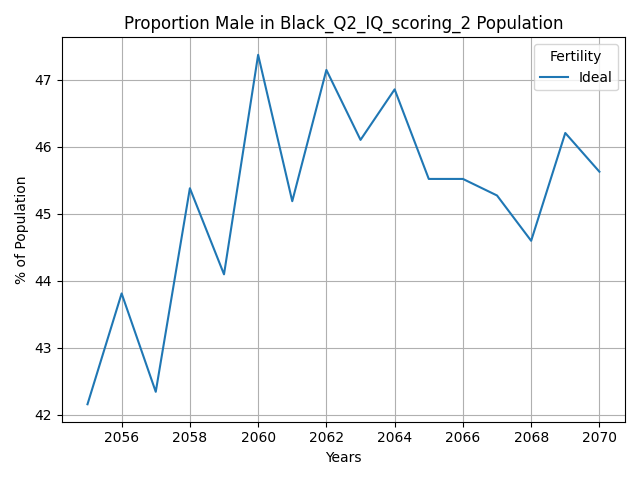 Proportion Male in Black_Q2_IQ_scoring_2 Population
Fertility
Ideal
% of Population
47
46
45
44
43
42
2056 2058 2060 2062 2064 2066 2068 2070
Years